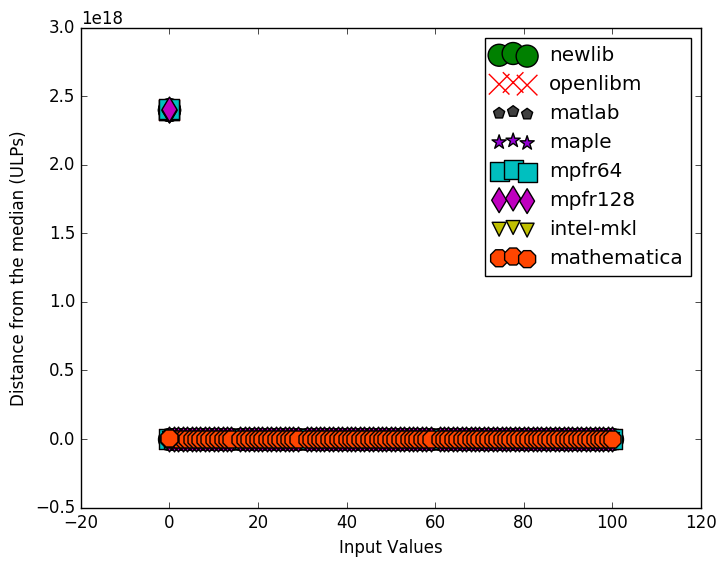 1e18
3.0
2.5
2.0
1.5
1.0
0.5
0.0
−0.5
−20
0
20
40
60
80
100
120
Input Values
Distance from the median (ULPs)
newlib
openlibm
matlab
maple
mpfr64
mpfr128
intel-mkl
mathematica